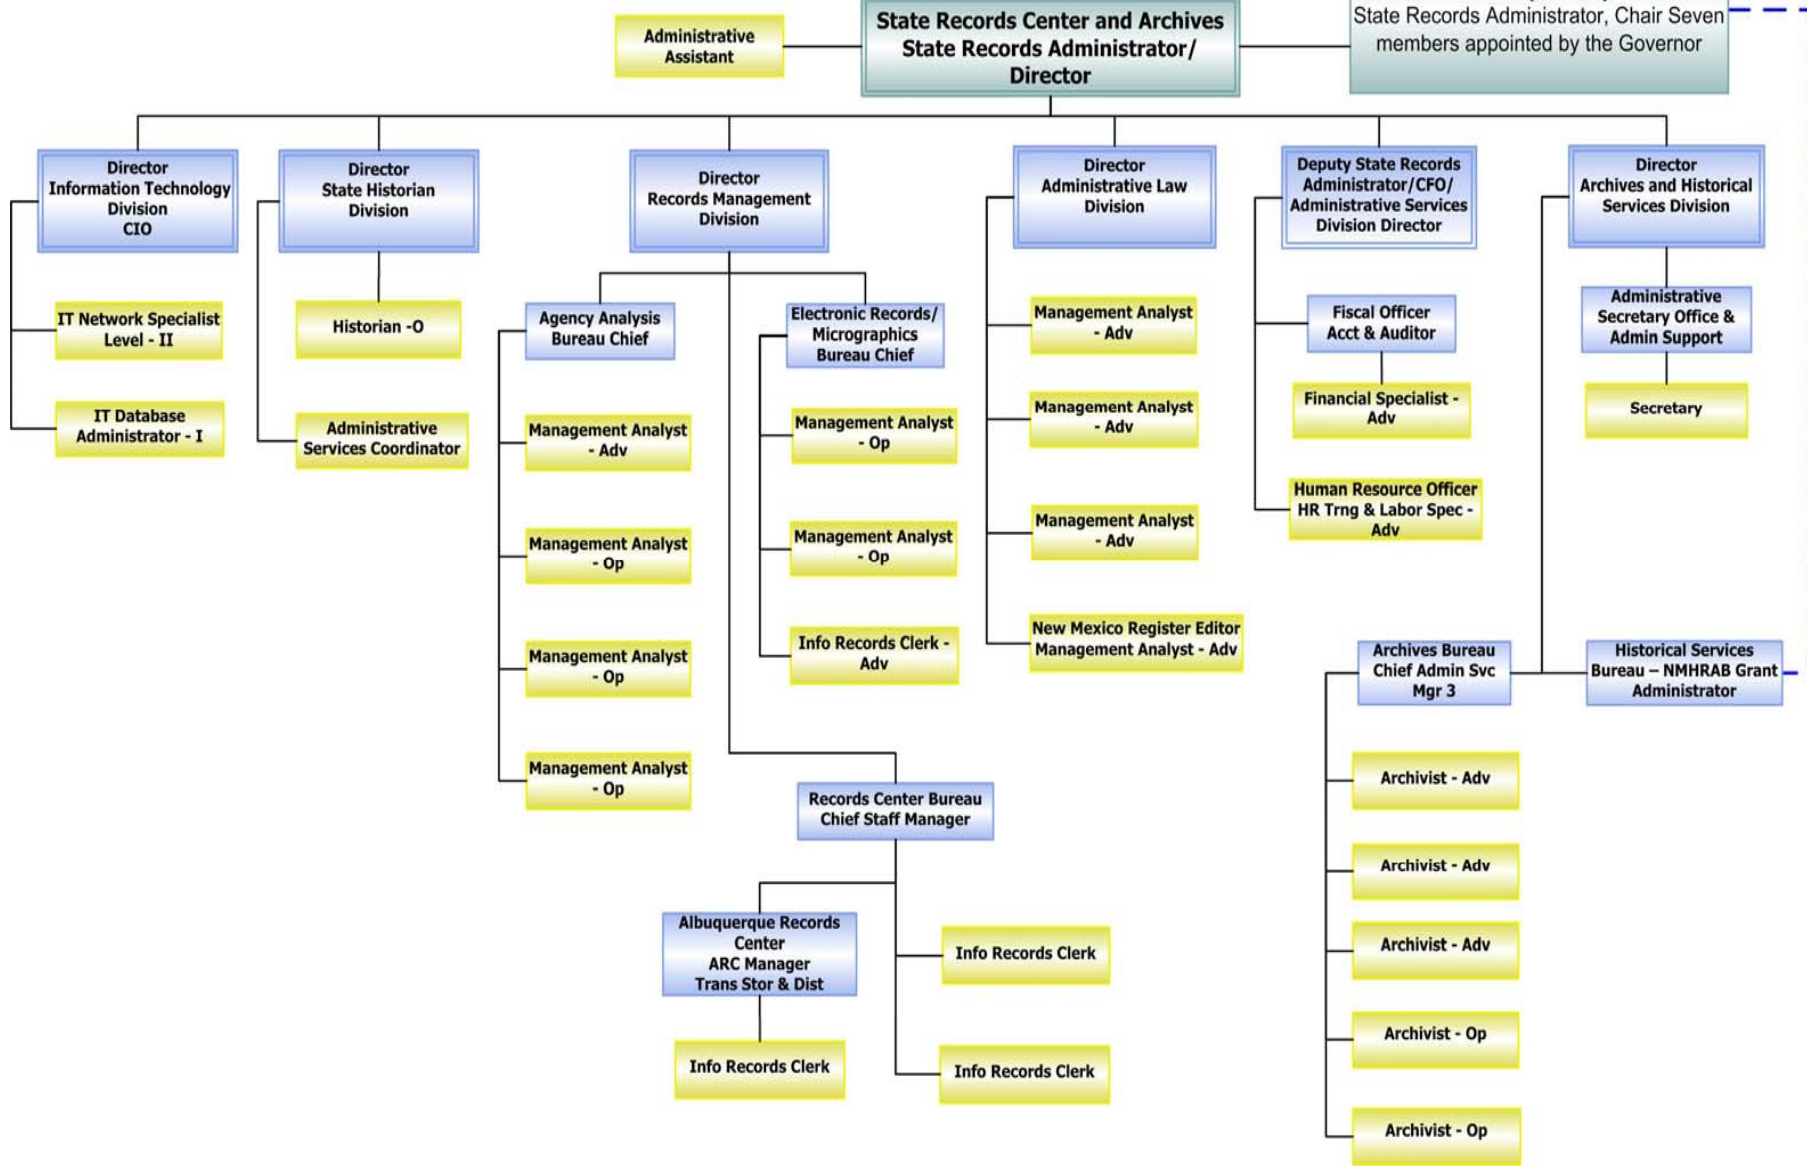 Administrative
Assistant
State Records Center and Archives
State Records Administrator/
Director
State Records Administrator, Chair Seven
members appointed by the Governor
Director
Information Technology
Division
CIO
Director
State Historian
Division
Director
Records Management
Division
Director
Administrative Law
Division
Deputy State Records
Administrator/CFO/
Administrative Services
Division Director
Director
Archives and Historical
Services Division
IT Network Specialist
Level - II
IT Database
Administrator - I
Historian -O
Administrative
Services Coordinator
Agency Analysis
Bureau Chief
Management Analyst
- Adv
Management Analyst
- Op
Management Analyst
- Op
Management Analyst
- Op
Electronic Records/
Micrographics
Bureau Chief
Management Analyst
- Op
Management Analyst
- Op
Info Records Clerk -
Adv
Records Center Bureau
Chief Staff Manager
Albuquerque Records
Center
ARC Manager
Trans Stor & Dist
Info Records Clerk
Info Records Clerk
Info Records Clerk
Management Analyst
- Adv
Management Analyst
- Adv
Management Analyst
- Adv
New Mexico Register Editor
Management Analyst - Adv
Fiscal Officer
Acct & Auditor
Financial Specialist -
Adv
Human Resource Officer
HR Trng & Labor Spec -
Adv
Administrative
Secretary Office &
Admin Support
Secretary
Archives Bureau
Chief Admin Svc
Mgr 3
Historical Services
Bureau – NMHRAB Grant
Administrator
Archivist - Adv
Archivist - Adv
Archivist - Adv
Archivist - Op
Archivist - Op